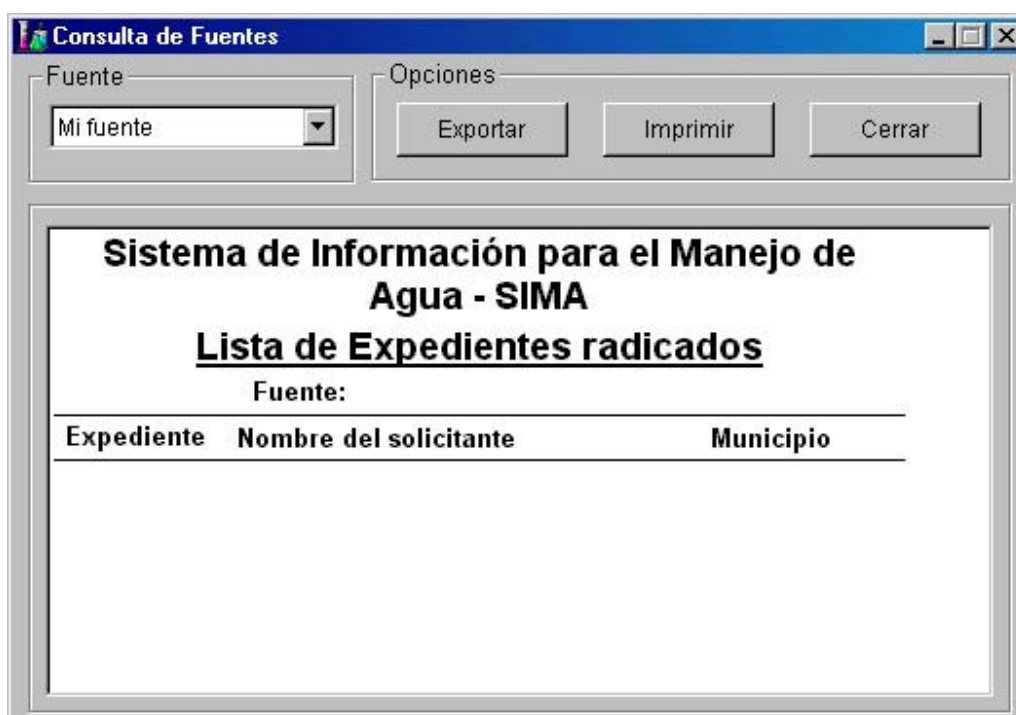 Consulta de Fuentes
Fuente
Mi fuente
Opciones
Exportar
Imprimir
Cerrar
Sistema de Información para el Manejo de
Agua - SIMA
Lista de Expedientes radicados
Fuente:
Expediente Nombre del solicitante Municipio